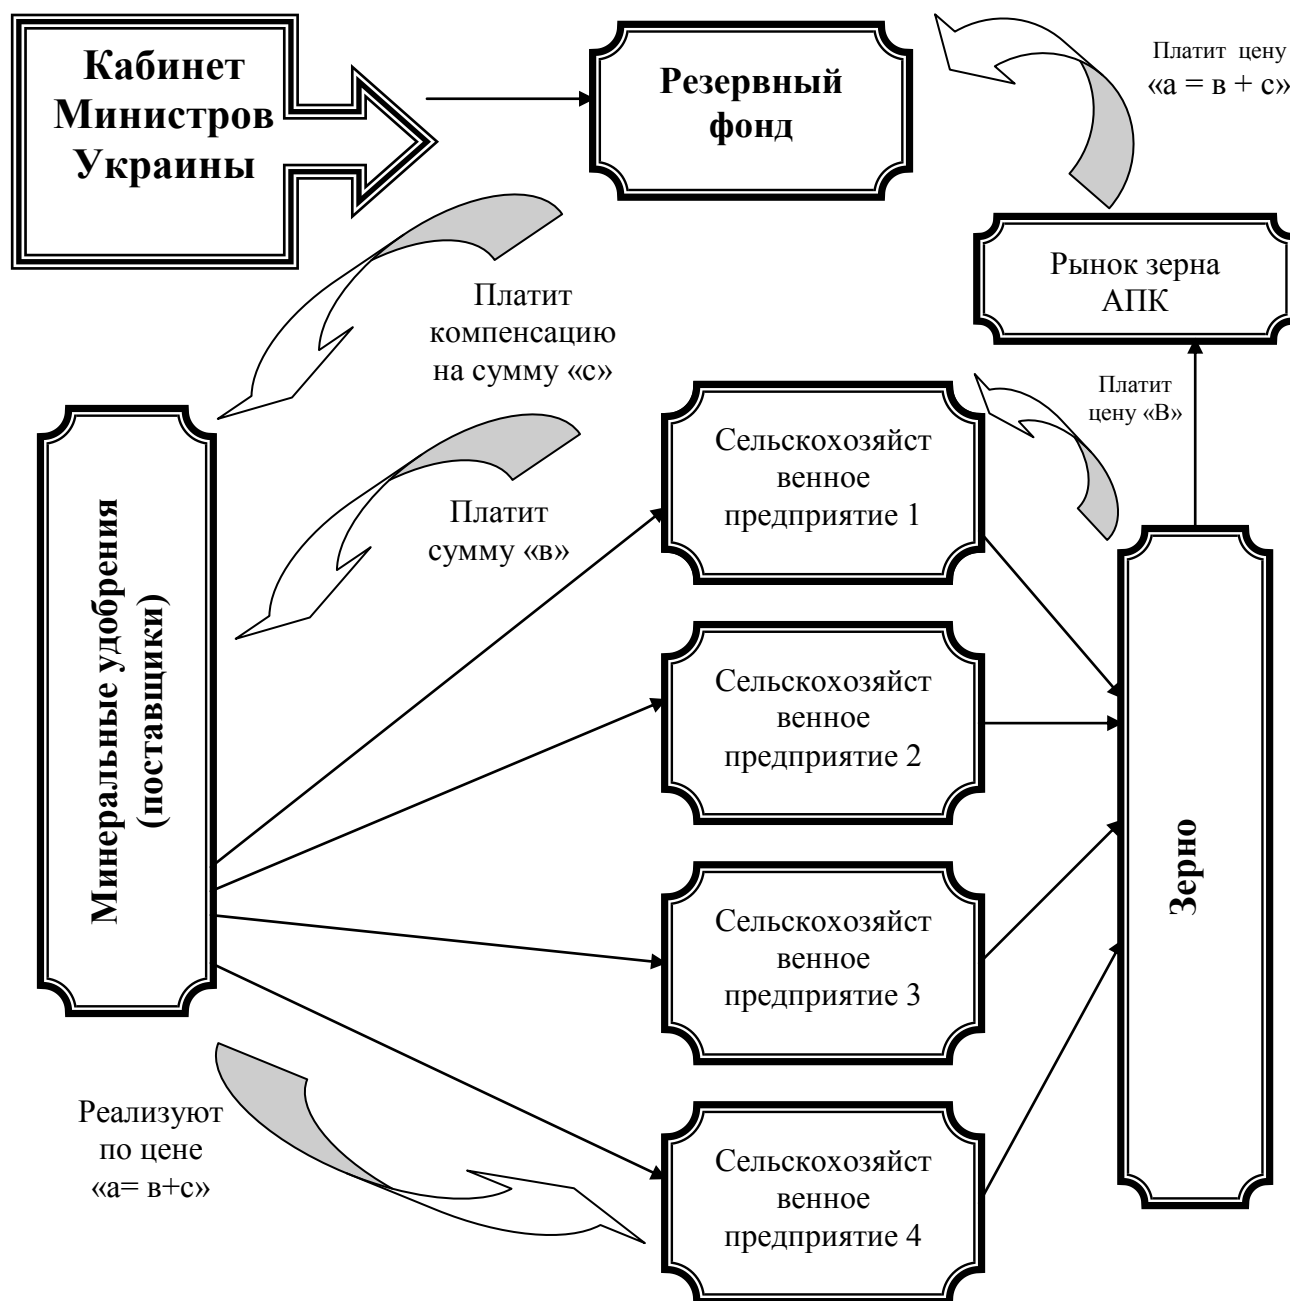 Кабинет
Министров
Украины
Резервный
фонд
Платит цену
«а = в + с»
Рынок зерна
АПК
Платит
компенсацию
на сумму «с»
Платит
цену «В»
Сельскохозяйст
венное
предприятие 1
Платит
сумму «в»
Минеральные удобрения
(поставщики)
Сельскохозяйст
венное
предприятие 2
Зерно
Сельскохозяйст
венное
предприятие 3
Реализуют
по цене
«а= в+с»
Сельскохозяйст
венное
предприятие 4